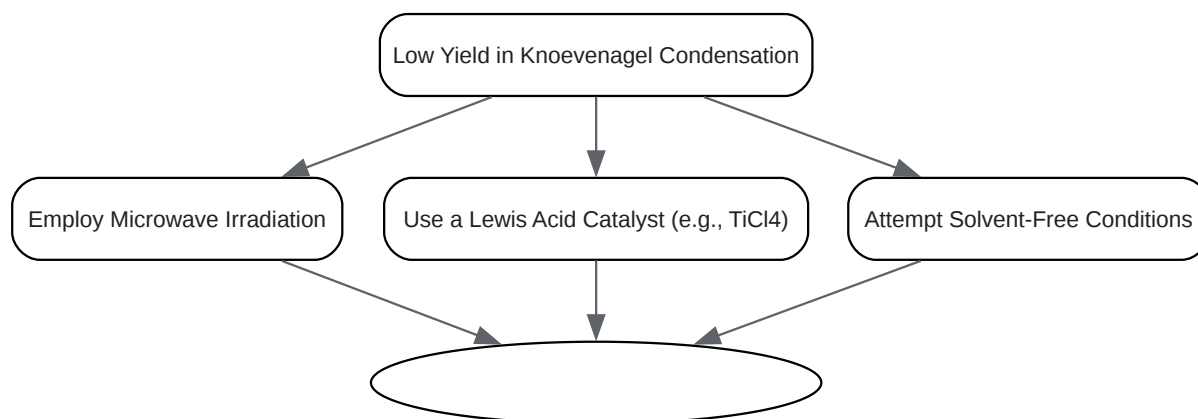 Low Yield in Knoevenagel Condensation
Employ Microwave Irradiation
Use a Lewis Acid Catalyst (e.g., TiCl4)
Attempt Solvent-Free Conditions